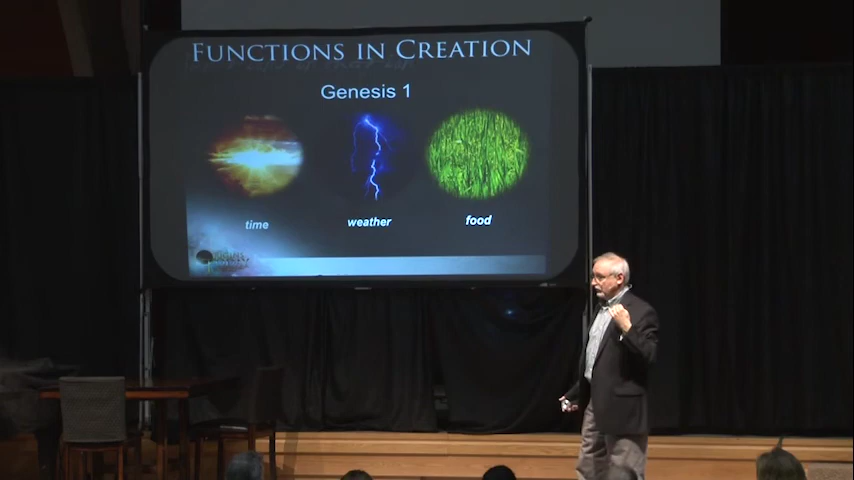 FUNCTIONS IN CREATION
Genesis 1
time
weather
food